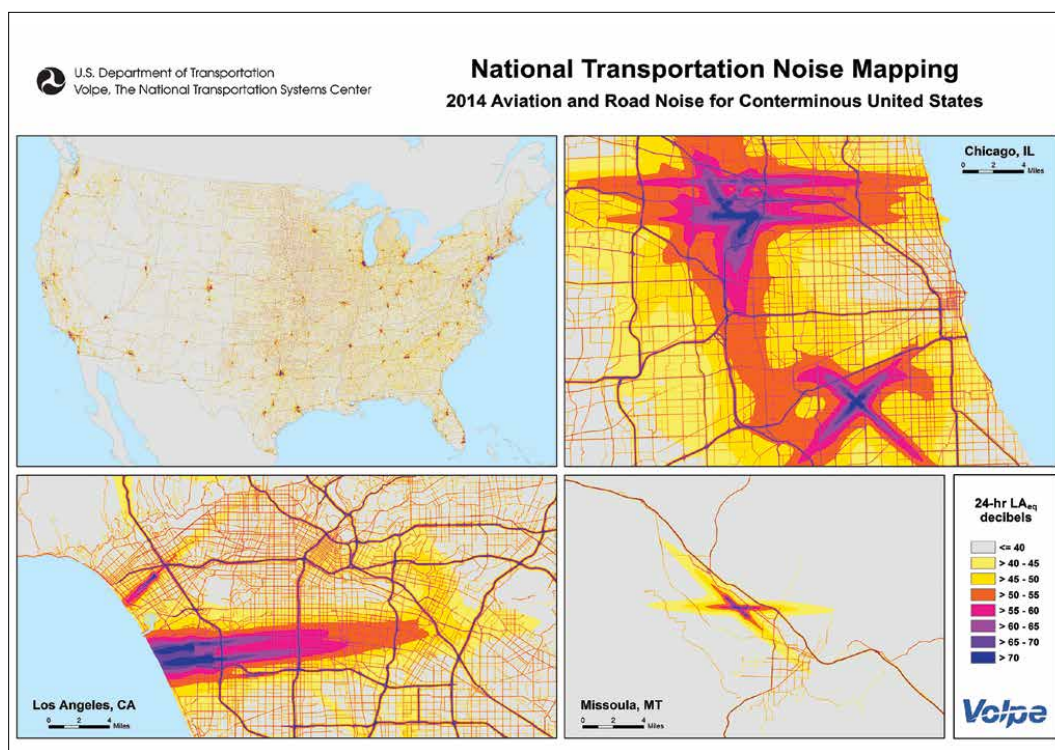 U.S. Department of Transportation
Volpe, The National Transportation Systems Center
National Transportation Noise Mapping
2014 Aviation and Road Noise for Conterminous United States
Chicago, IL
0 2 4
Miles
Los Angeles, CA
0 2 4
Miles
Missoula, MT
0 2 4
Miles
24-hr LAeq
decibels
<= 40
> 40 - 45
> 45 - 50
> 50 - 55
> 55 - 60
> 60 - 65
> 65 - 70
> 70
Volpe